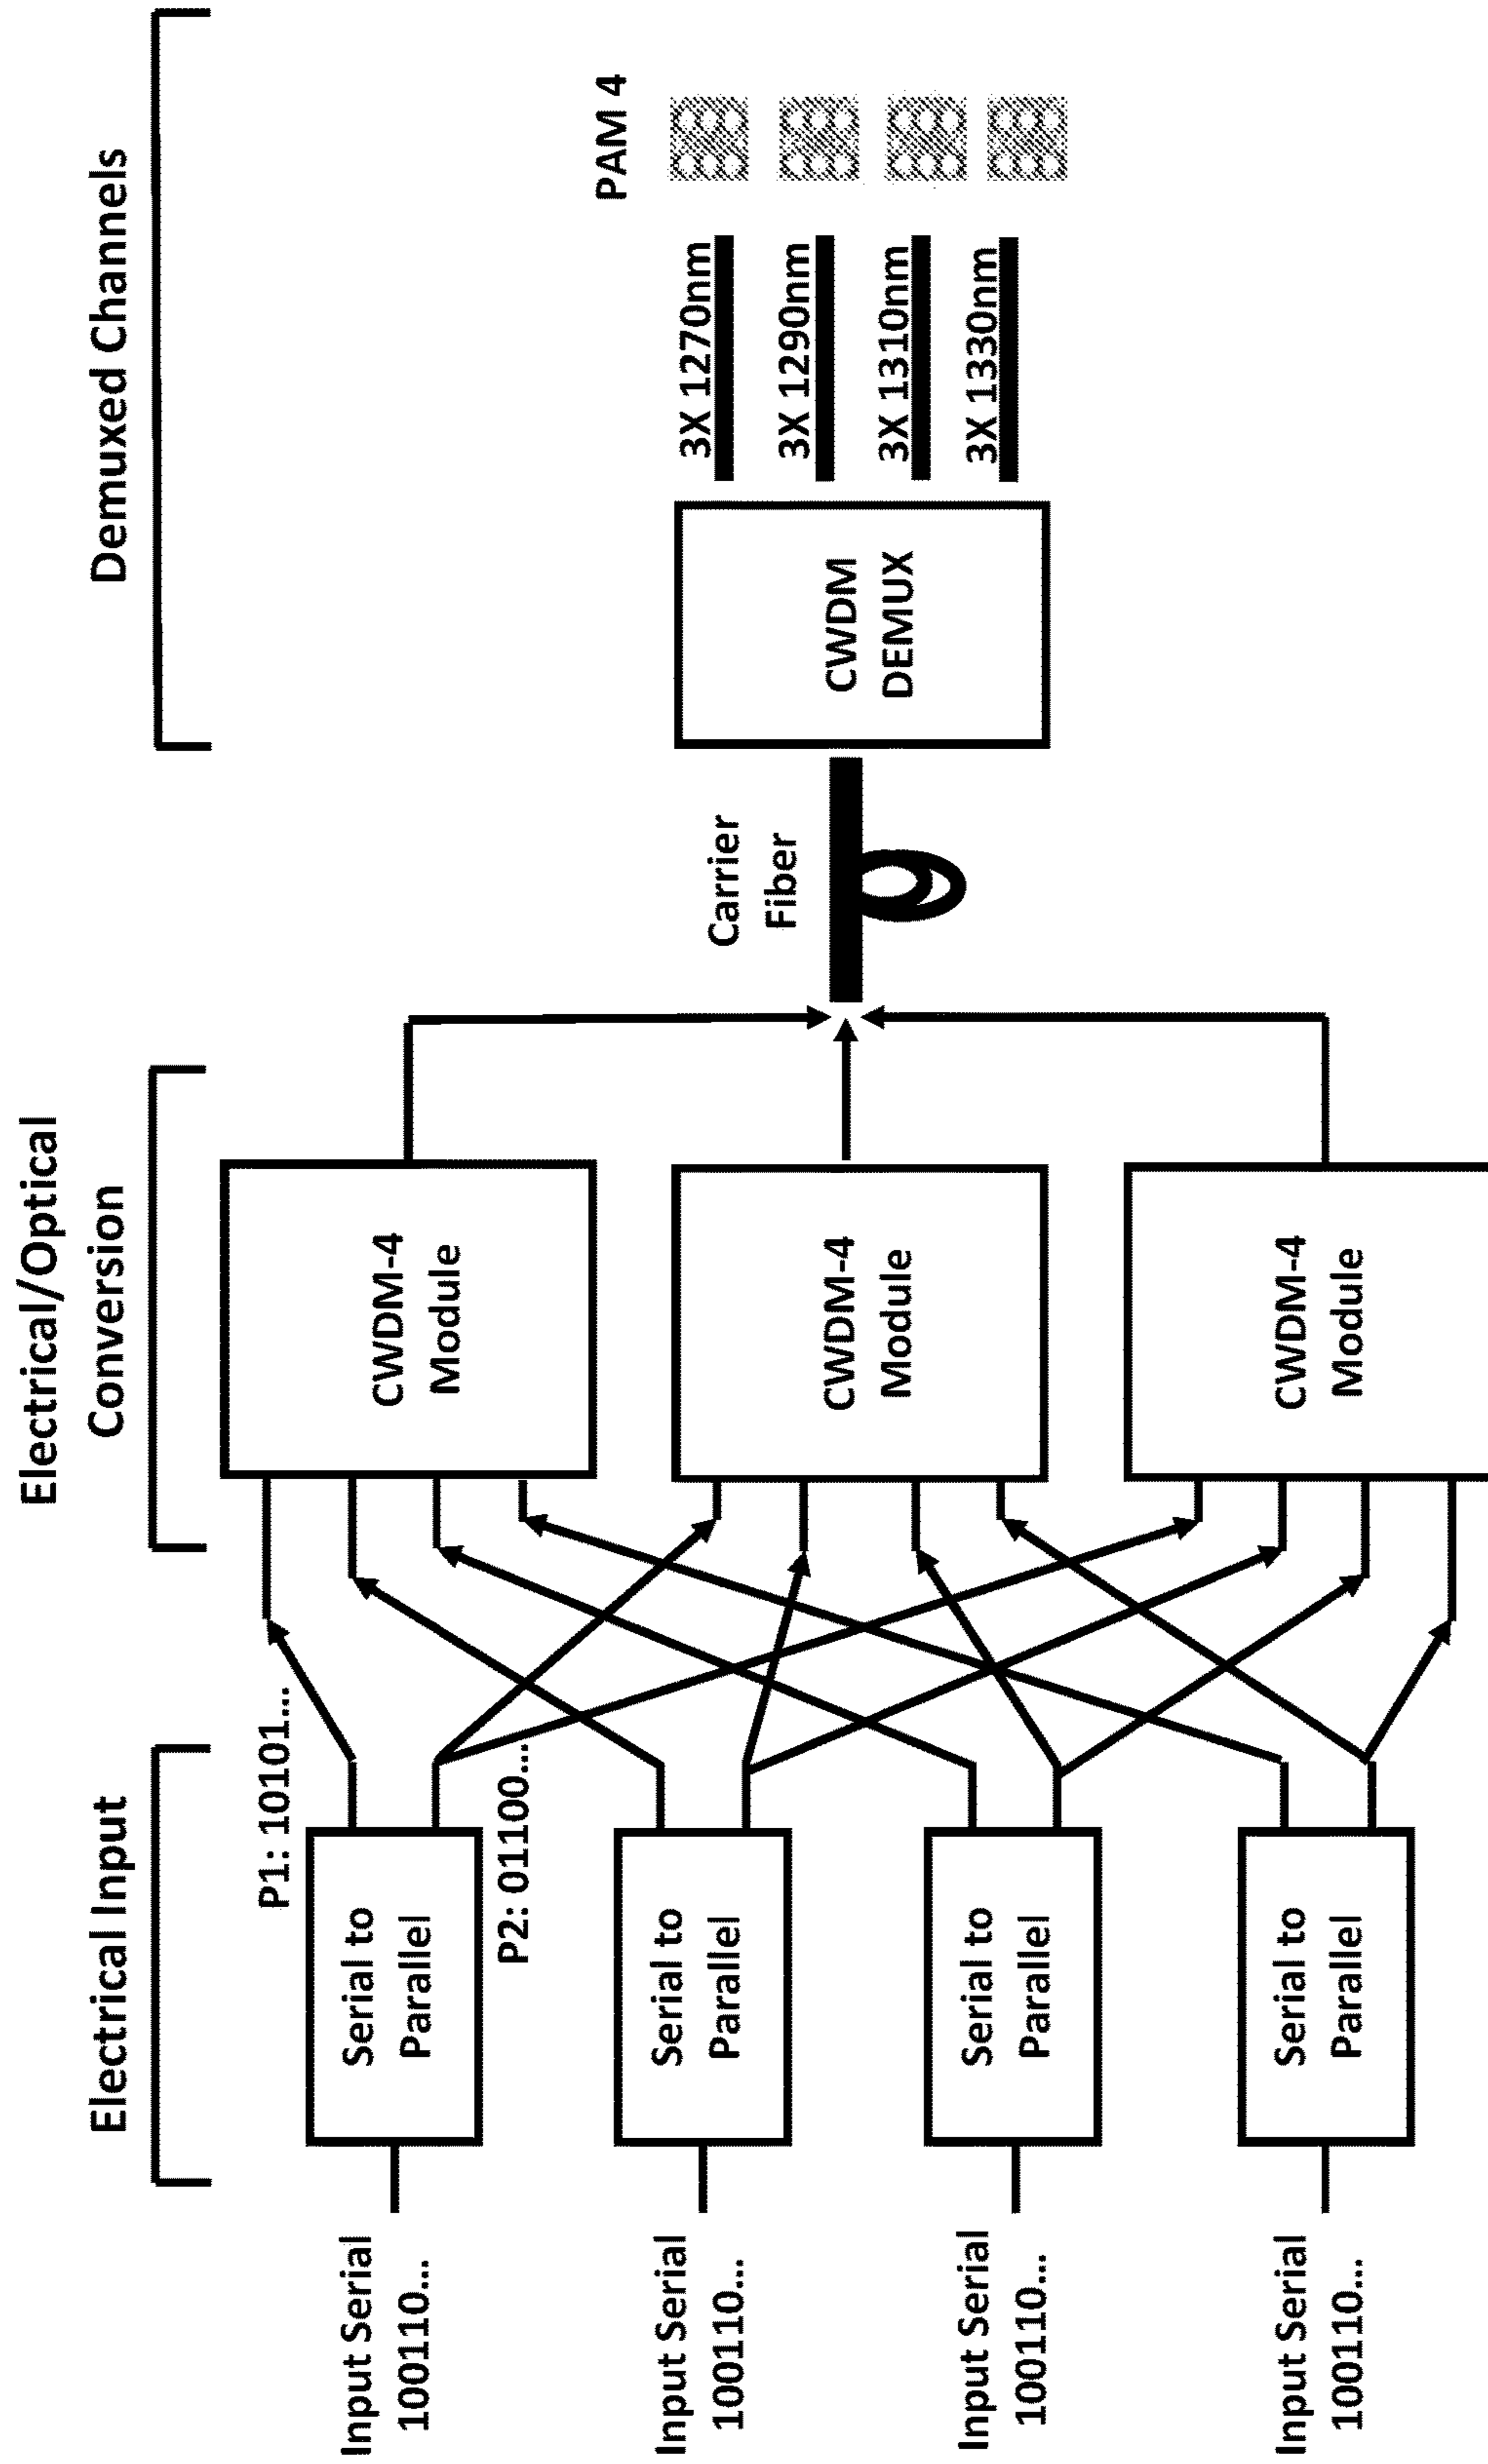 Electrical Input
Electrical/Optical
Conversion
Demuxed Channels
Input Serial
100110...
Serial to
Parallel
P1: 10101...
P2: 01100...
Input Serial
100110...
Serial to
Parallel
Input Serial
100110...
Serial to
Parallel
Input Serial
100110...
Serial to
Parallel
CWDM-4
Module
CWDM-4
Module
CWDM-4
Module
Carrier
Fiber
CWDM
DEMUX
PAM 4
3X 1270nm
3X 1290nm
3X 1310nm
3X 1330nm